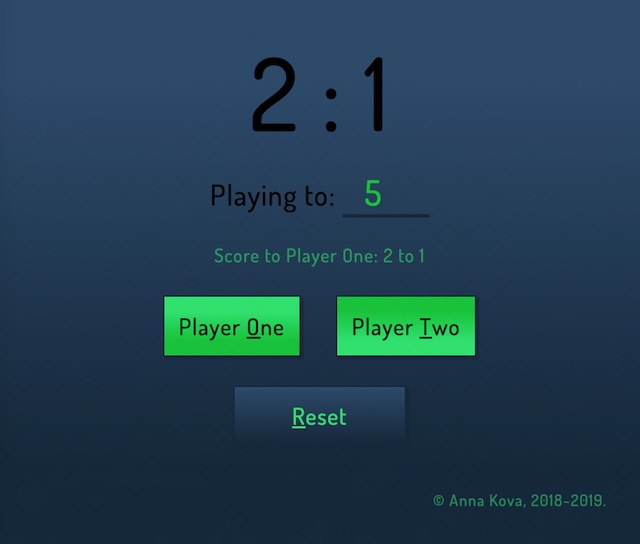 2 : 1
Playing to: 5
Score to Player One: 2 to 1
Player One Player Two
Reset
© Anna Kova, 2018-2019.